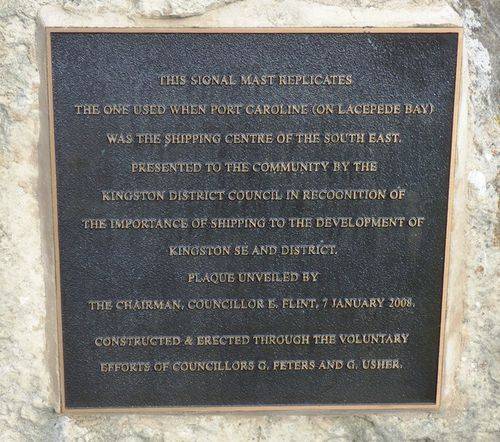 THIS SIGNAL MAST REPLICATES
THE ONE USED WHEN PORT CAROLINE (ON LACEPEDE BAY)
WAS THE SHIPPING CENTRE OF THE SOUTH EAST.
PRESENTED TO THE COMMUNITY BY THE
KINGSTON DISTRICT COUNCIL IN RECOGNITION OF
THE IMPORTANCE OF SHIPPING TO THE DEVELOPMENT OF
KINGSTON SE AND DISTRICT.
PLAQUE UNVEILED BY
THE CHAIRMAN, COUNCILLOR E. FLINT, 7 JANUARY 2008.
CONSTRUCTED & ERECTED THROUGH THE VOLUNTARY
EFFORTS OF COUNCILLORS G. PETERS AND G. USHER.